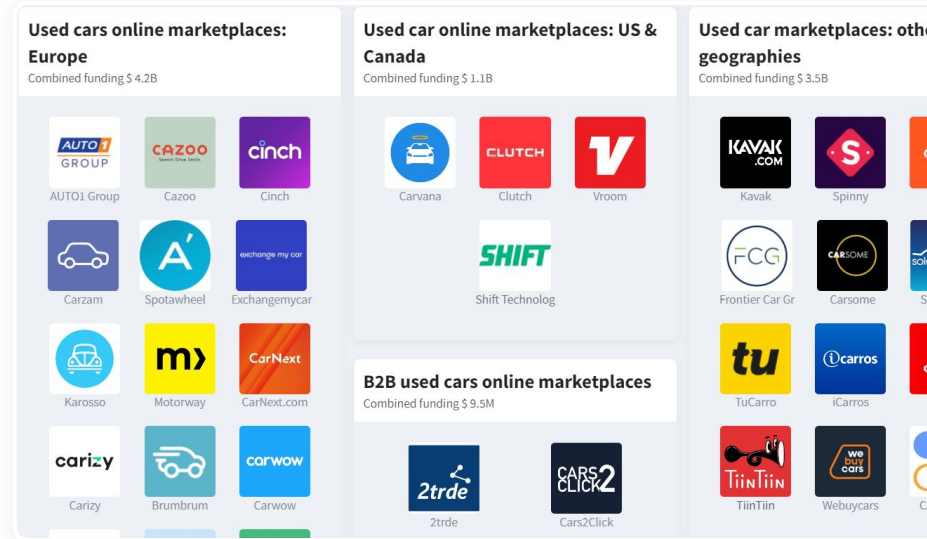 Used cars online marketplaces:
Europe
Combined funding $ 4.2B
AUTO1
GROUP
AUTO1 Group
CAZOO
Search Drive Smile
Cazoo
cinch
Cinch
Carzam
A
Spotawheel
exchange my car
Exchangemycar
Karosso
m
Motorway
CarNext
CarNext.com
carizy
Carizy
Brumbrum
carwow
Carwow
Used car online marketplaces: US &
Canada
Combined funding $ 1.1B
Carvana
CLUTCH
Clutch
V
Vroom
SHIFT
Shift Technolog
B2B used cars online marketplaces
Combined funding $ 9.5M
2trde
2trde
CARS
CLICK2
Cars2Click
Used car marketplaces: othe
geographies
Combined funding $ 3.5B
KAVAK
.COM
Kavak
S
Spinny
FCG
Frontier Car Gr
CARSOME
Carsome
solo
S
tu
TuCarro
iCarros
iCarros
TiinTiin
TiinTiin
we
buy
cars
Webuycars
C